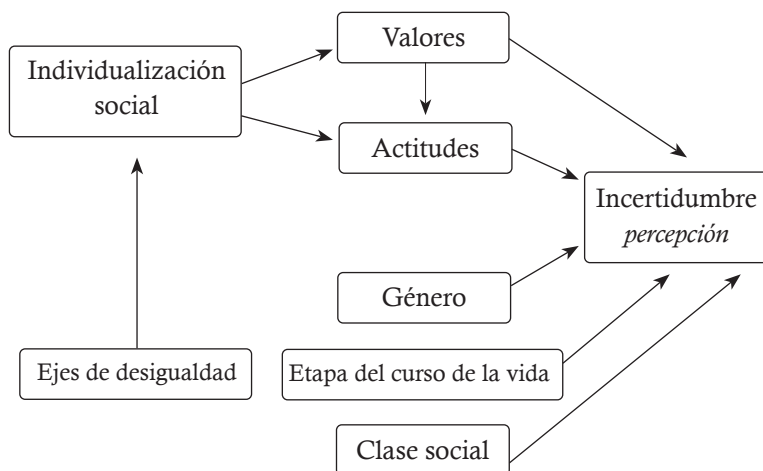 Valores
Individualización
social
Actitudes
Incertidumbre
percepción
Género
Ejes de desigualdad
Etapa del curso de la vida
Clase social